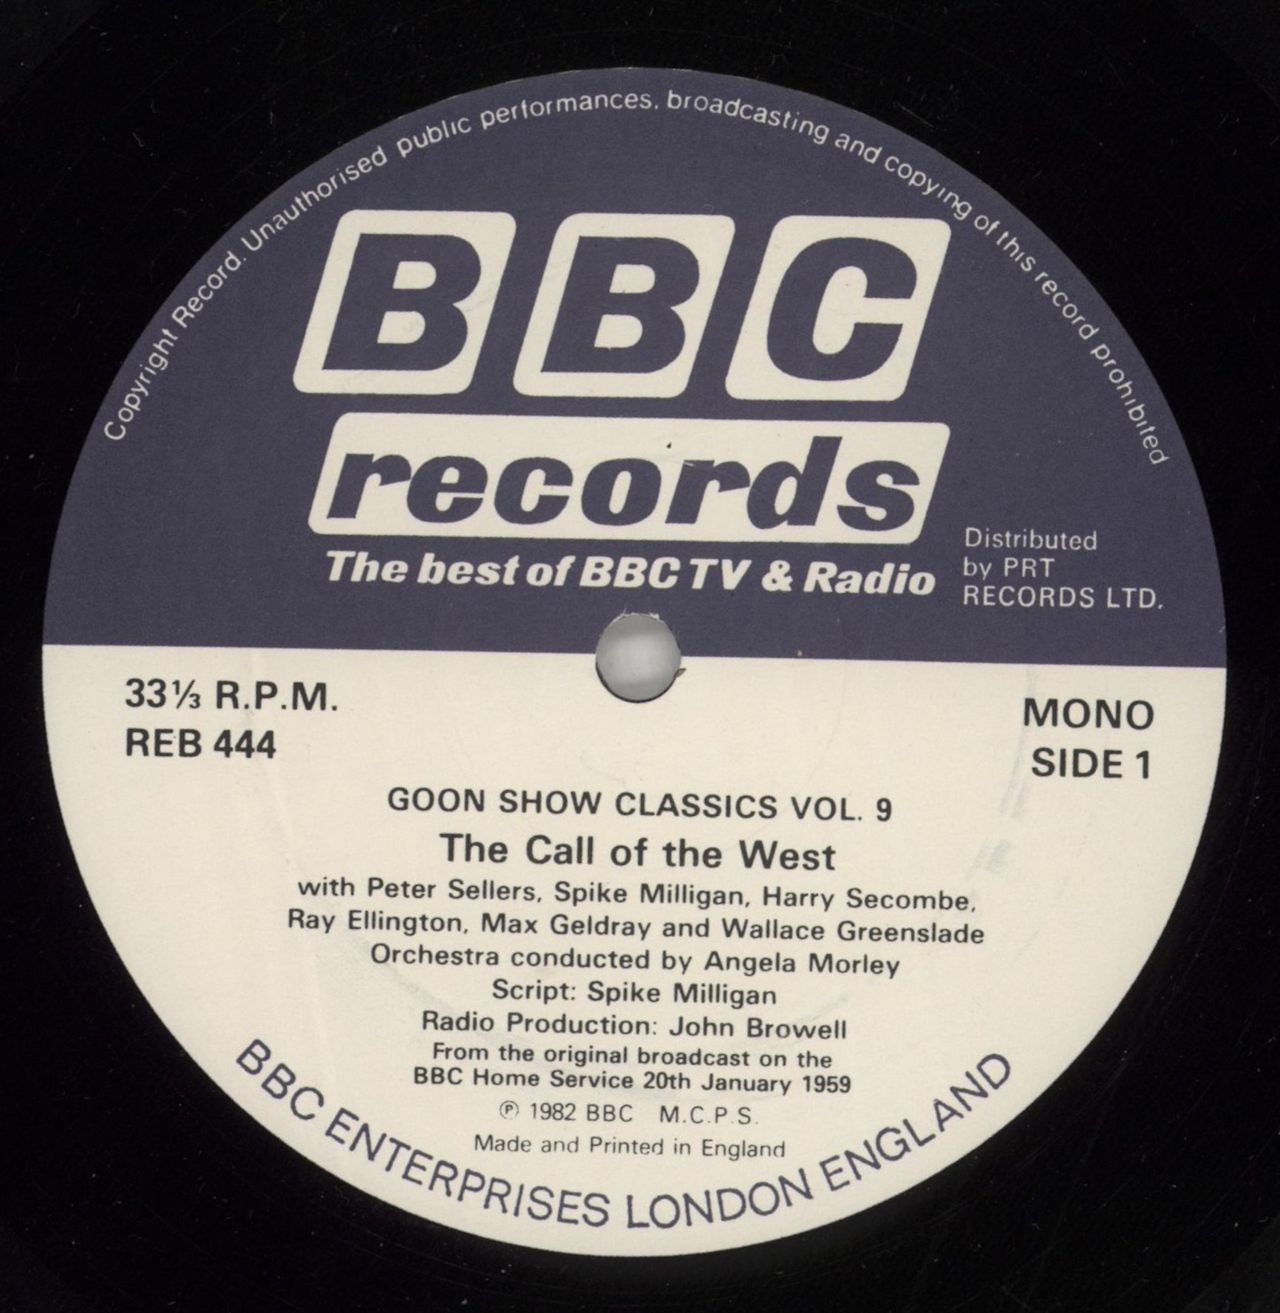 Copyright Record. Unauthorised public performances, broadcasting and copying of this record prohibited
BBC
records
The best of BBC TV & Radio
Distributed
by PRT
RECORDS LTD.
33⅓ R.P.M.
REB 444
MONO
SIDE 1
GOON SHOW CLASSICS VOL. 9
The Call of the West
with Peter Sellers, Spike Milligan, Harry Secombe,
Ray Ellington, Max Geldray and Wallace Greenslade
Orchestra conducted by Angela Morley
Script: Spike Milligan
Radio Production: John Browell
From the original broadcast on the
BBC Home Service 20th January 1959
℗ 1982 BBC M.C.P.S.
Made and Printed in England
BBC ENTERPRISES LONDON ENGLAND